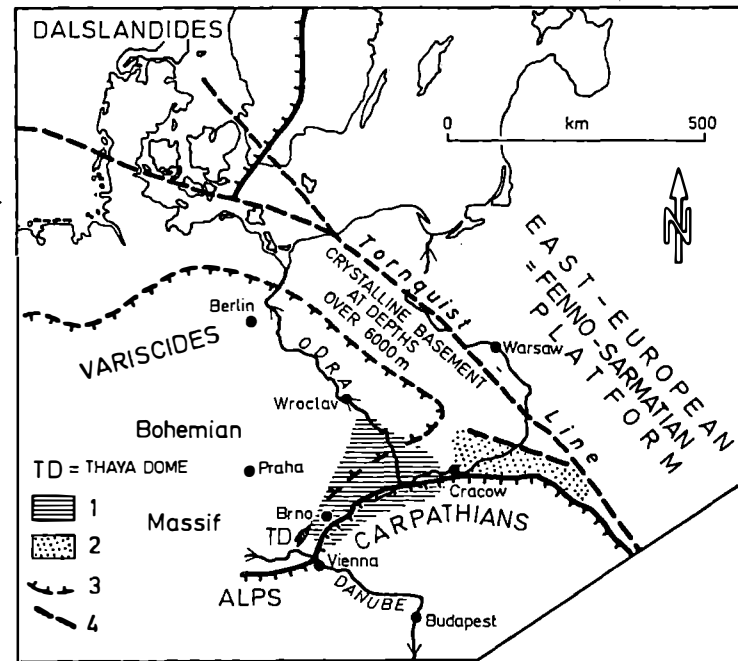 DALSLANDIDES
0 km 500
N
EAST-EUROPEAN
=FENNO-SARMATIAN
PLATFORM
Tornquist - Line
CRYSTALLINE BASEMENT
AT DEPTHS
OVER 6000m
Berlin
VARISCIDES
ODRA
Warsaw
Wroclav
Bohemian
TD = THAYA DOME
Praha
Cracow
1
Massif
Brno
CARPATHIANS
2
TD
Vienna
3
ALPS
DANUBE
4
Budapest